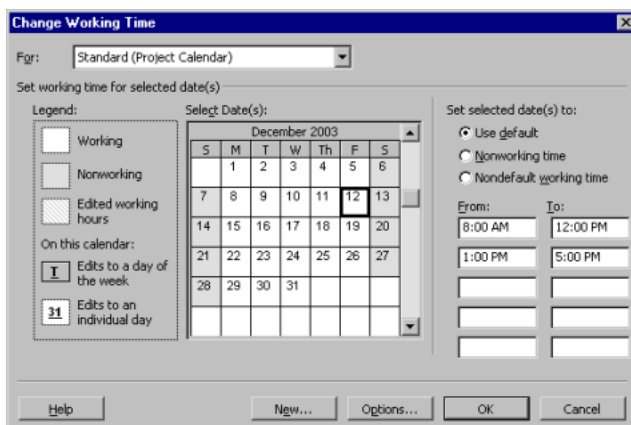 Change Working Time
For: Standard (Project Calendar)
Set working time for selected date(s)
Legend:
Working
Nonworking
Edited working
hours
On this calendar:
T Edits to a day of
the week
31 Edits to an
individual day
Select Date(s):
December 2003
S M T W Th F S
1 2 3 4 5 6
7 8 9 10 11 12 13
14 15 16 17 18 19 20
21 22 23 24 25 26 27
28 29 30 31
Set selected date(s) to:
Use default
Nonworking time
Nondefault working time
From: To:
8:00 AM 12:00 PM
1:00 PM 5:00 PM
Help New... Options... OK Cancel